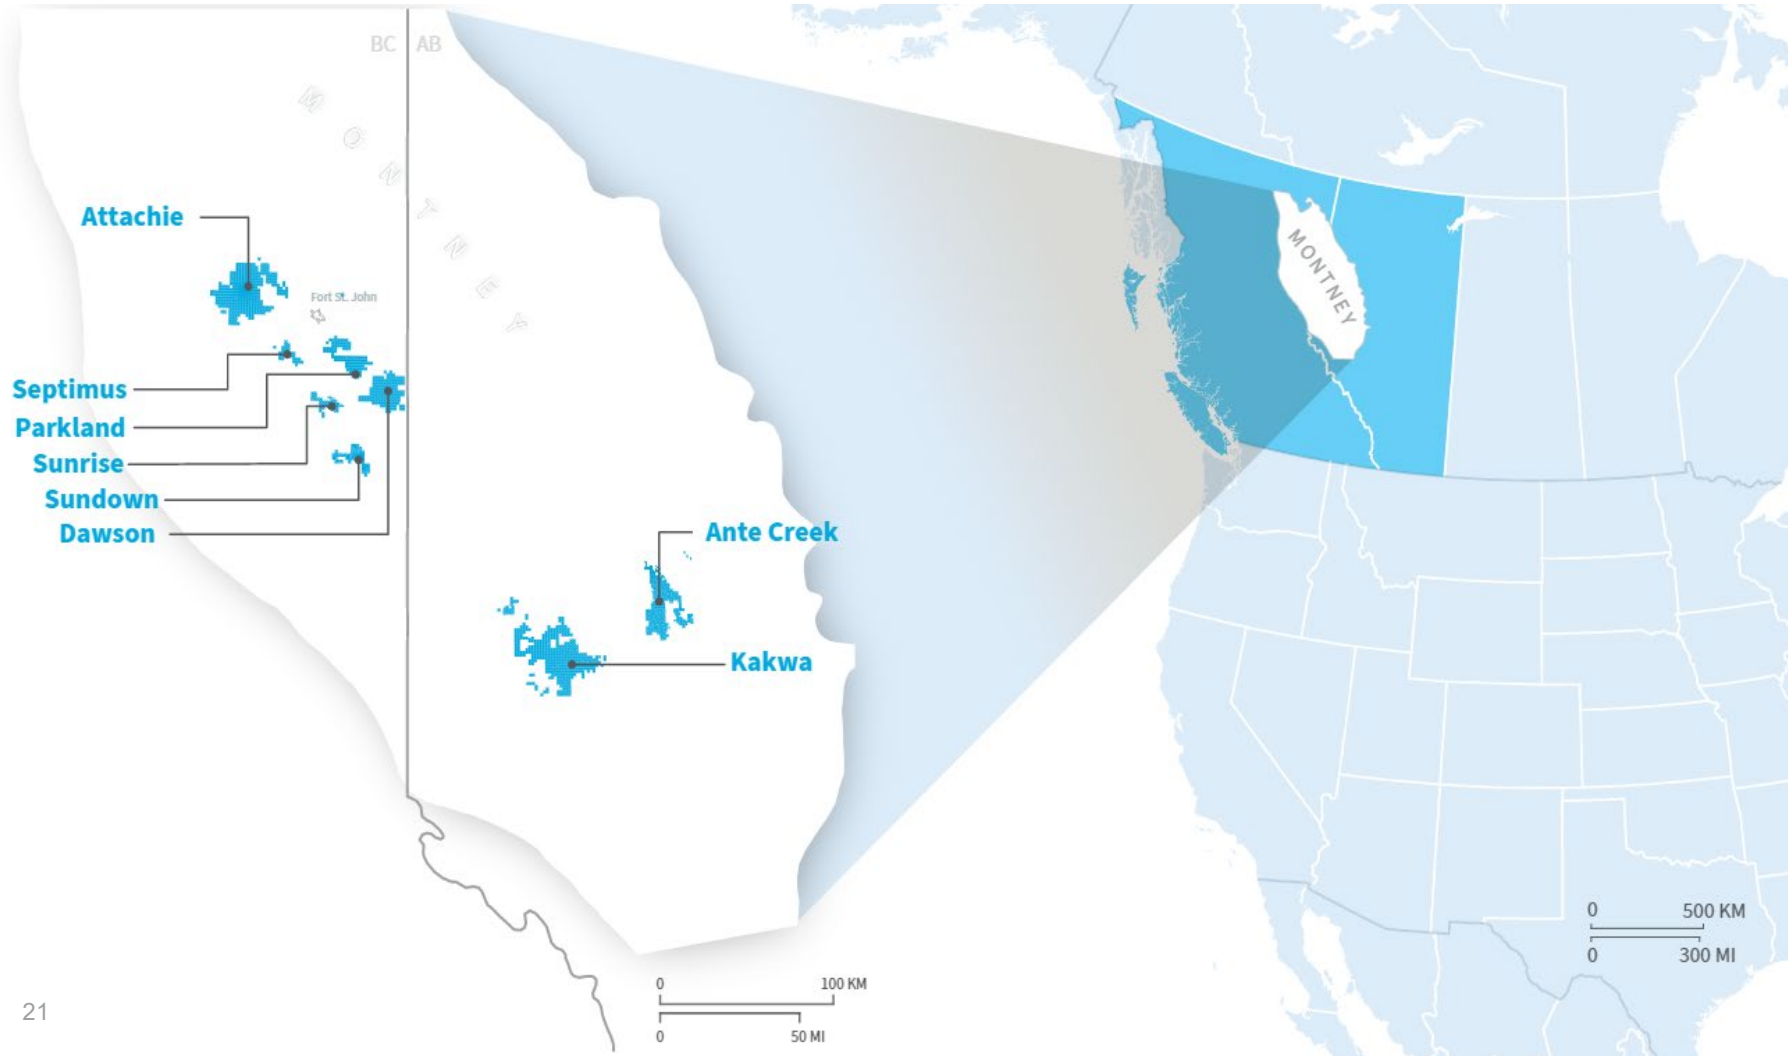 BC AB
MONTNEY
Attachie
Fort St. John
Septimus
Parkland
Sunrise
Sundown
Dawson
Ante Creek
Kakwa
MONTNEY
0 500 KM
0 300 MI
0 100 KM
0 50 MI
21